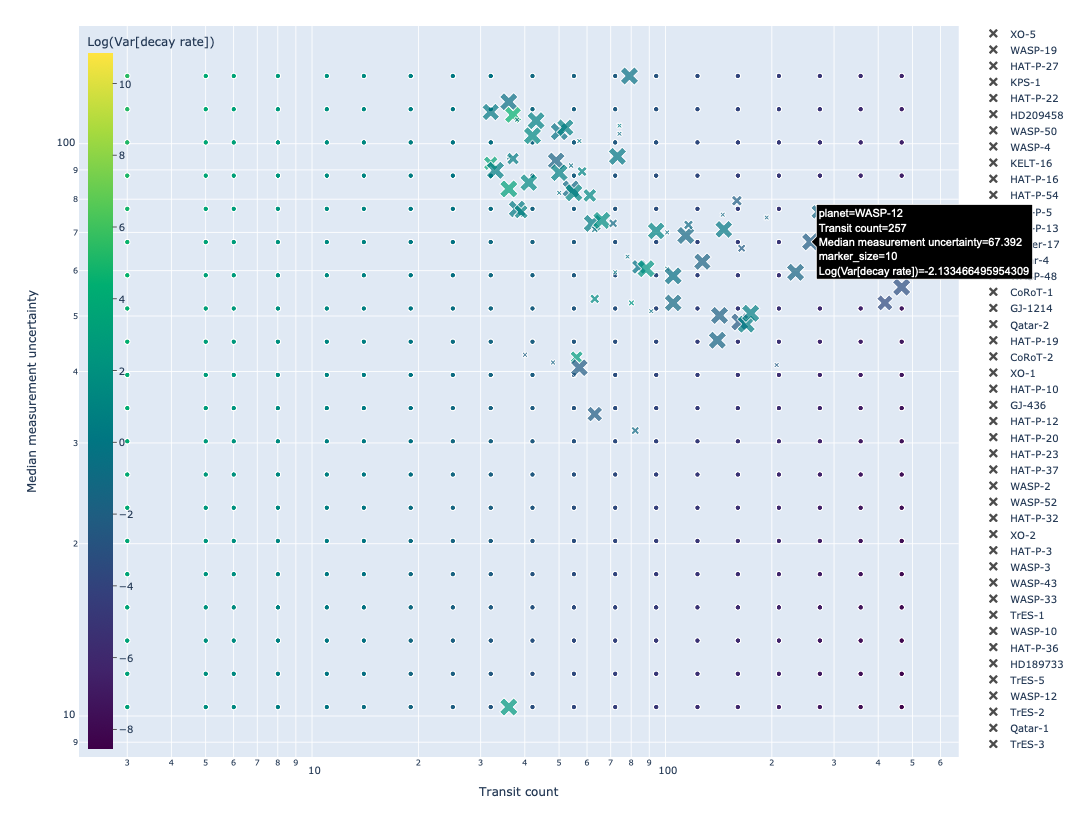 Log(Var[decay rate])
10
8
6
4
2
0
−2
−4
−6
−8
Median measurement uncertainty
100
9
8
7
6
5
4
3
2
10
9
3
4
5
6
7
8
9
10
2
3
4
5
6
7
8
9
100
2
3
4
5
6
Transit count
planet=WASP-12
Transit count=257
Median measurement uncertainty=67.392
marker_size=10
Log(Var[decay rate])=-2.133466495954309
XO-5
WASP-19
HAT-P-27
KPS-1
HAT-P-22
HD209458
WASP-50
WASP-4
KELT-16
HAT-P-16
HAT-P-54
P-5
P-13
er-17
r-4
P-48
CoRoT-1
GJ-1214
Qatar-2
HAT-P-19
CoRoT-2
XO-1
HAT-P-10
GJ-436
HAT-P-12
HAT-P-20
HAT-P-23
HAT-P-37
WASP-2
WASP-52
HAT-P-32
XO-2
HAT-P-3
WASP-3
WASP-43
WASP-33
TrES-1
WASP-10
HAT-P-36
HD189733
TrES-5
WASP-12
TrES-2
Qatar-1
TrES-3